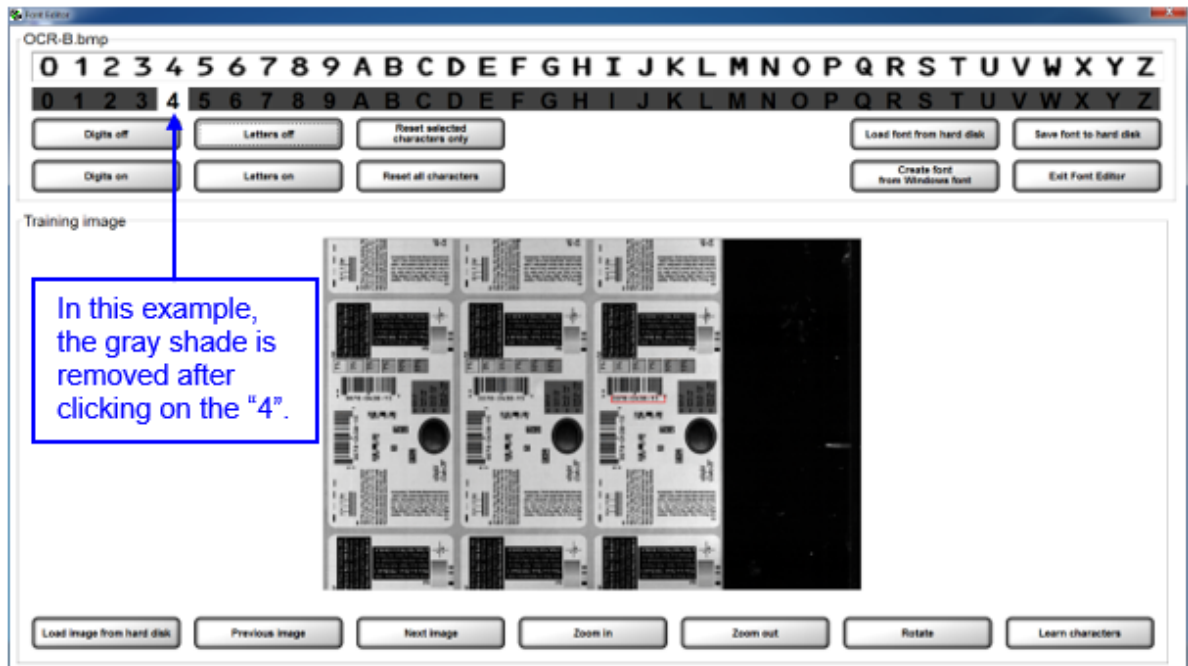 Font Editor
OCR-B.bmp
0 1 2 3 4 5 6 7 8 9 A B C D E F G H I J K L M N O P Q R S T U V W X Y Z
0 1 2 3 4 5 6 7 8 9 A B C D E F G H I J K L M N O P Q R S T U V W X Y Z
Digits off
Letters off
Reset selected
characters only
Load font from hard disk
Save font to hard disk
Digits on
Letters on
Reset all characters
Create font
from Windows font
Exit Font Editor
Training image
In this example,
the gray shade is
removed after
clicking on the “4”.
Load image from hard disk
Previous image
Next image
Zoom in
Zoom out
Rotate
Learn characters